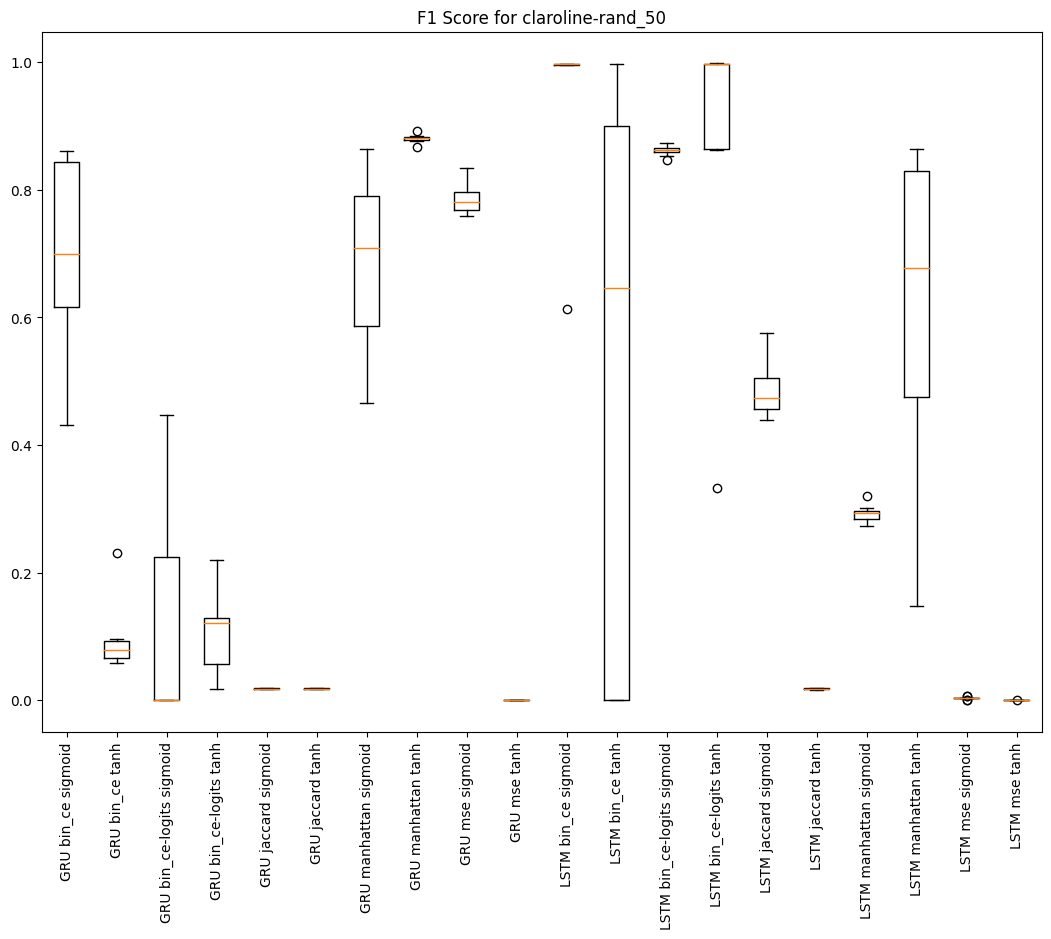 F1 Score for claroline-rand_50
1.0
0.8
0.6
0.4
0.2
0.0
GRU bin_ce sigmoid
GRU bin_ce tanh
GRU bin_ce-logits sigmoid
GRU bin_ce-logits tanh
GRU jaccard sigmoid
GRU jaccard tanh
GRU manhattan sigmoid
GRU manhattan tanh
GRU mse sigmoid
GRU mse tanh
LSTM bin_ce sigmoid
LSTM bin_ce tanh
LSTM bin_ce-logits sigmoid
LSTM bin_ce-logits tanh
LSTM jaccard sigmoid
LSTM jaccard tanh
LSTM manhattan sigmoid
LSTM manhattan tanh
LSTM mse sigmoid
LSTM mse tanh